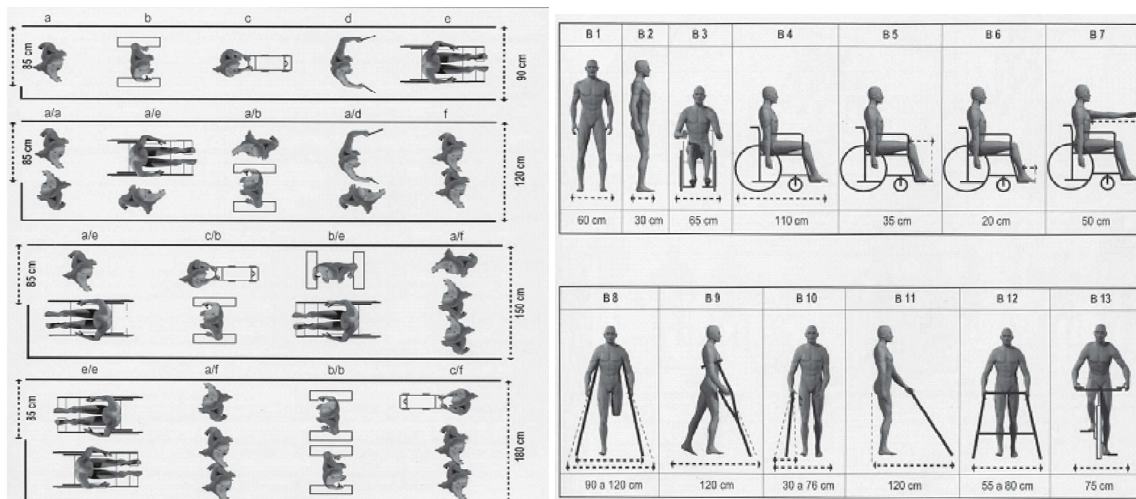 a b c d e
85 cm
90 cm
a/a a/e a/b a/d f
85 cm
120 cm
a/e c/b b/e a/f
85 cm
150 cm
e/e a/f b/b c/f
85 cm
180 cm
B 1 B 2 B 3 B 4 B 5 B 6 B 7
60 cm 30 cm 65 cm 110 cm 35 cm 20 cm 50 cm
B 8 B 9 B 10 B 11 B 12 B 13
90 a 120 cm 120 cm 30 a 76 cm 120 cm 55 a 80 cm 75 cm